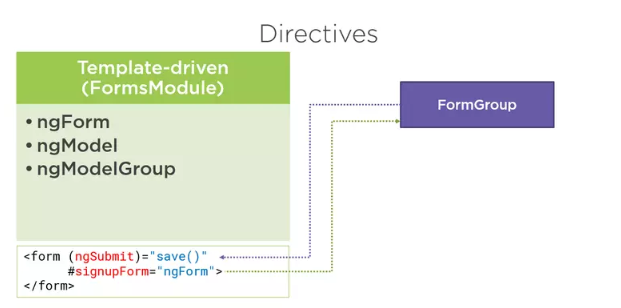 Directives
Template-driven
(FormsModule)
• ngForm
• ngModel
• ngModelGroup
FormGroup
<form (ngSubmit)="save()"
#signupForm="ngForm">
</form>